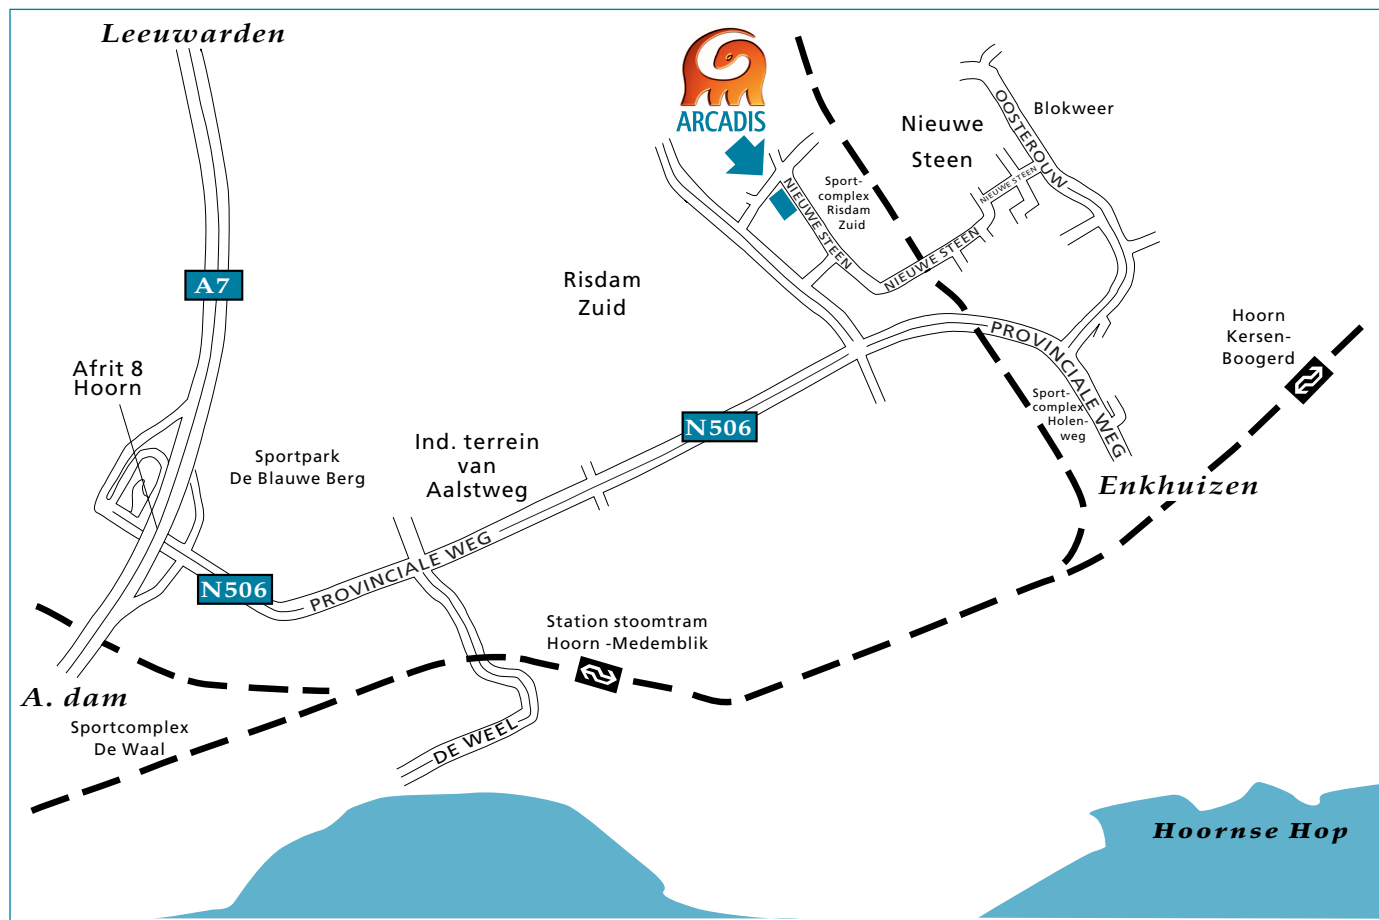 Leeuwarden
ARCADIS
Nieuwe
Steen
Blokweer
OOSTEROUW
NIEUWE STEEN
NIEUWE STEEN
NIEUWE STEEN
Sport-
complex
Risdam
Zuid
A7
Risdam
Zuid
Hoorn
Kersen-
Boogerd
PROVINCIALE WEG
Afrit 8
Hoorn
Sport-
complex
Holen-
weg
N506
Ind. terrein
van
Aalstweg
Sportpark
De Blauwe Berg
Enkhuizen
PROVINCIALE WEG
N506
Station stoomtram
Hoorn -Medemblik
A. dam
Sportcomplex
De Waal
DE WEEL
Hoornse Hop